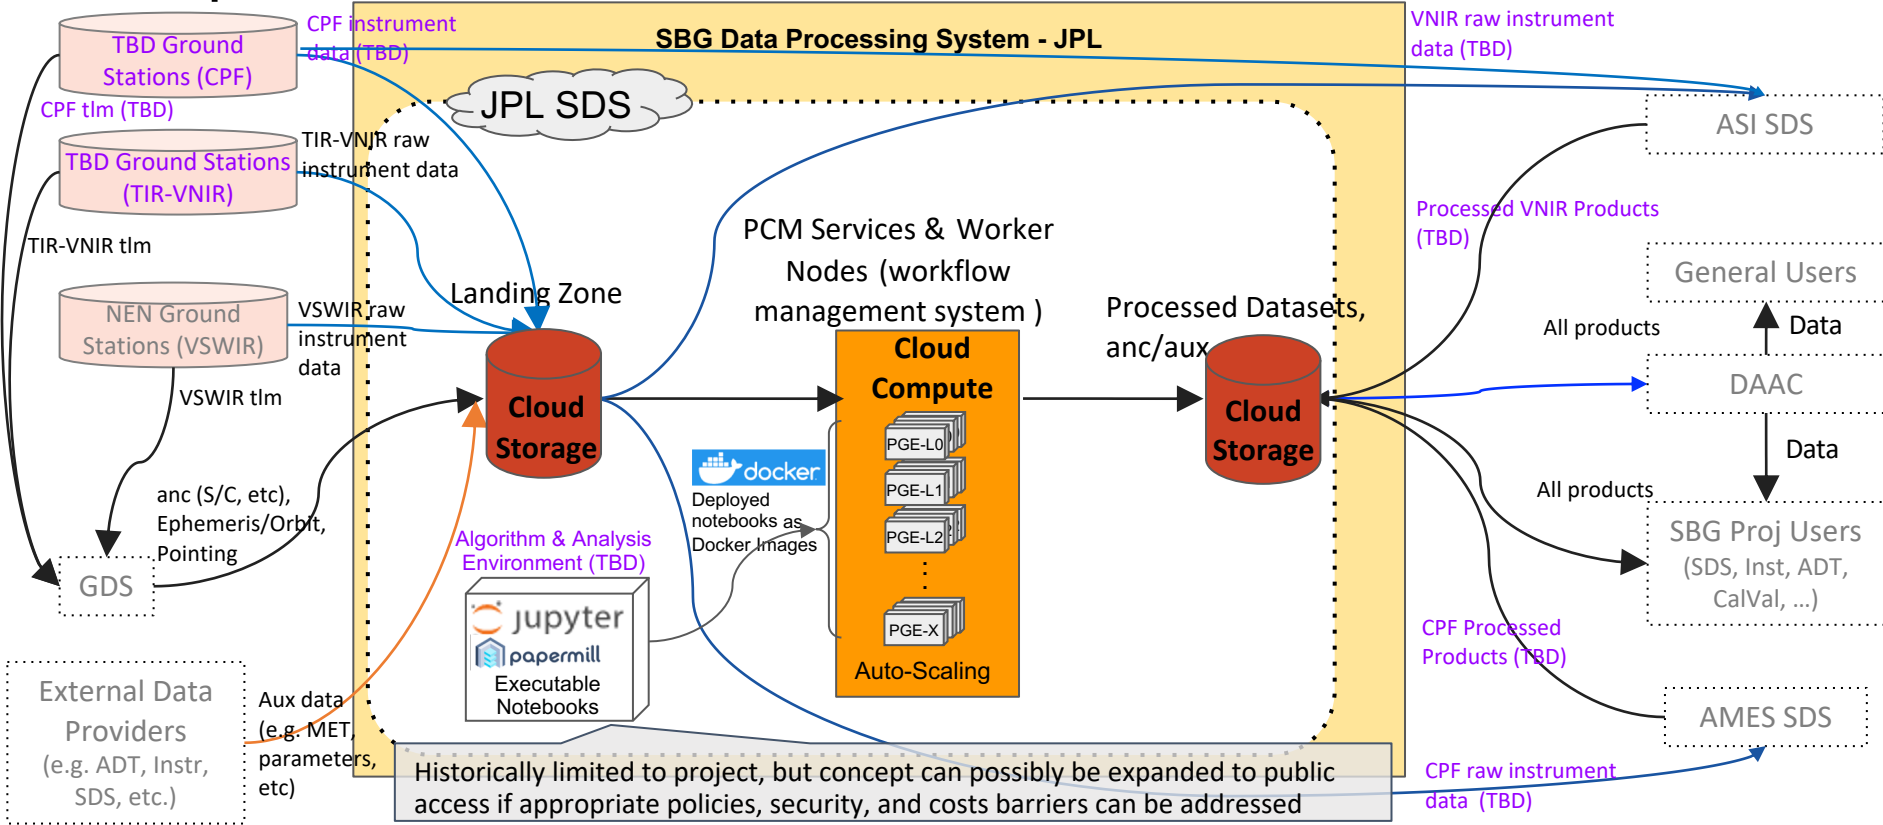 SBG Data Processing System - JPL
JPL SDS
TBD Ground
Stations (CPF)
CPF instrument
data (TBD)
CPF tlm (TBD)
TBD Ground Stations
(TIR-VNIR)
TIR-VNIR raw
instrument data
TIR-VNIR tlm
NEN Ground
Stations (VSWIR)
VSWIR raw
instrument
data
VSWIR tlm
anc (S/C, etc),
Ephemeris/Orbit,
Pointing
GDS
External Data
Providers
(e.g. ADT, Instr,
SDS, etc.)
Aux data
(e.g. MET,
parameters,
etc)
Landing Zone
Cloud
Storage
Algorithm & Analysis
Environment (TBD)
jupyter
papermill
Executable
Notebooks
docker
Deployed
notebooks as
Docker Images
PCM Services & Worker
Nodes (workflow
management system )
Cloud
Compute
PGE-L0
PGE-L1
PGE-L2
PGE-X
Auto-Scaling
Processed Datasets,
anc/aux
Cloud
Storage
Historically limited to project, but concept can possibly be expanded to public
access if appropriate policies, security, and costs barriers can be addressed
VNIR raw instrument
data (TBD)
ASI SDS
Processed VNIR Products
(TBD)
General Users
Data
All products
DAAC
Data
All products
SBG Proj Users
(SDS, Inst, ADT,
CalVal, ...)
CPF Processed
Products (TBD)
AMES SDS
CPF raw instrument
data (TBD)